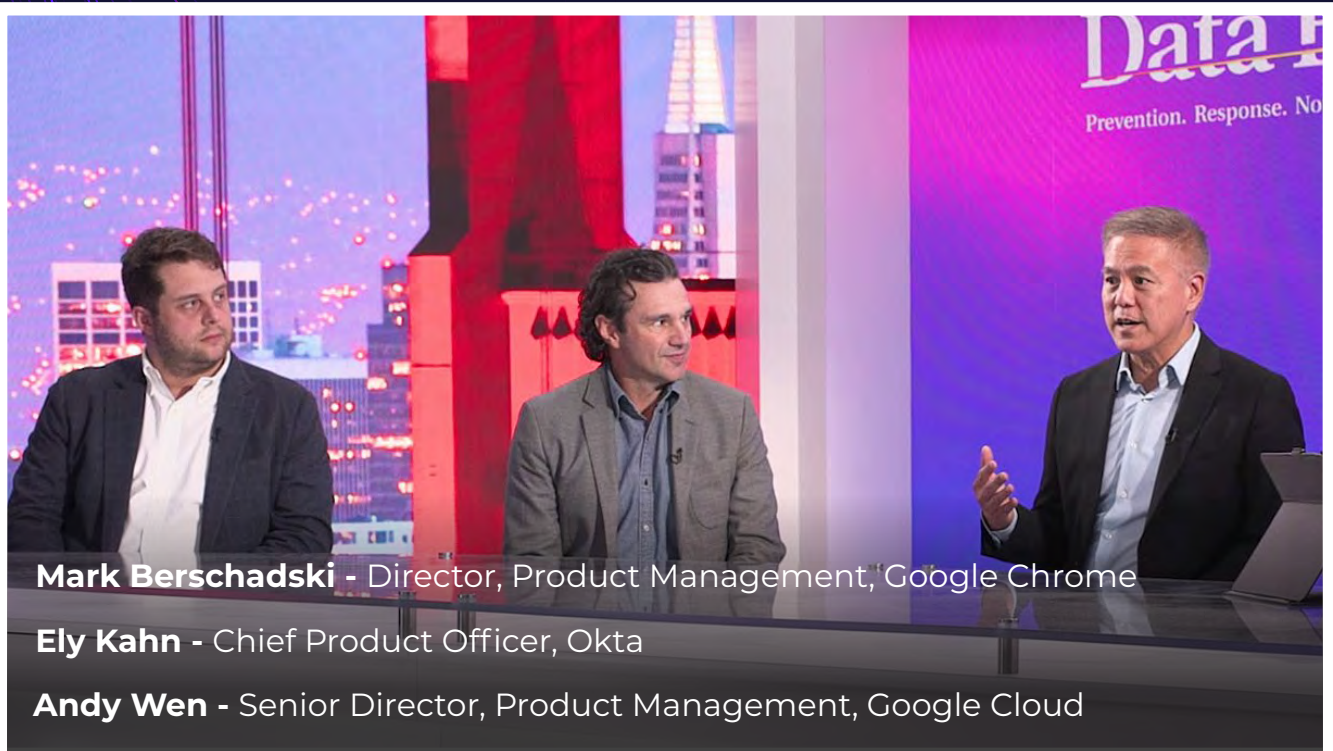 Data
Prevention. Response. No
Mark Berschadski - Director, Product Management, Google Chrome
Ely Kahn - Chief Product Officer, Okta
Andy Wen - Senior Director, Product Management, Google Cloud